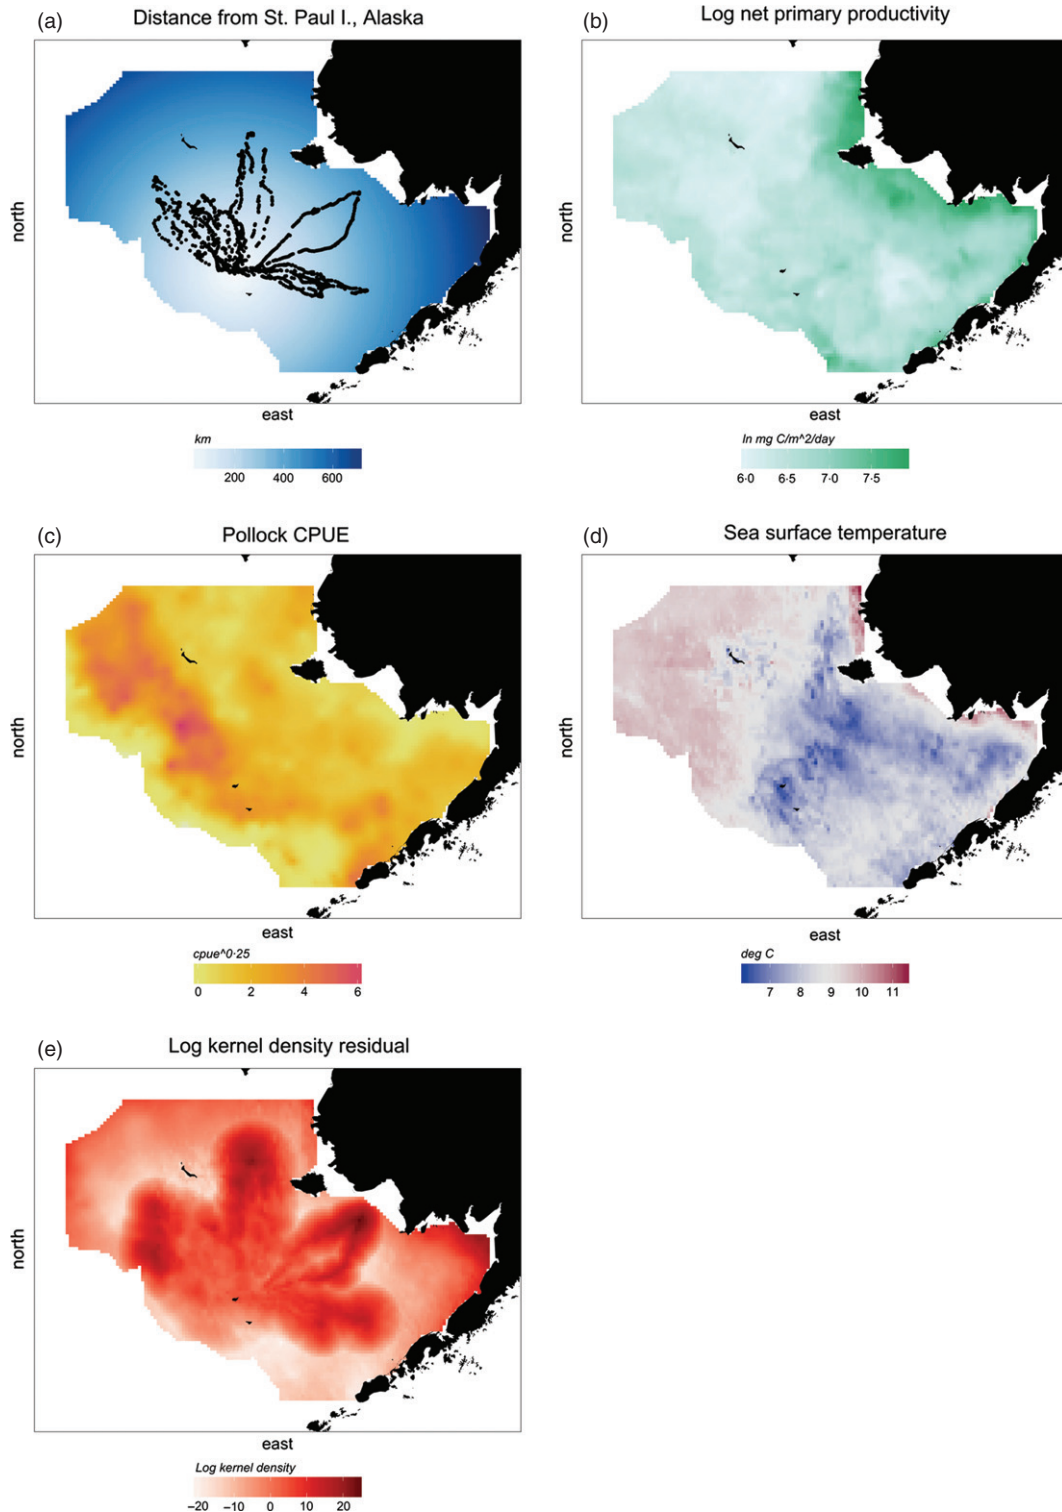 (a) Distance from St. Paul I., Alaska
north
east
km
200 400 600
(b) Log net primary productivity
north
east
ln mg C/m^2/day
6·0 6·5 7·0 7·5
(c) Pollock CPUE
north
east
cpue^0·25
0 2 4 6
(d) Sea surface temperature
north
east
deg C
7 8 9 10 11
(e) Log kernel density residual
north
east
Log kernel density
−20 −10 0 10 20